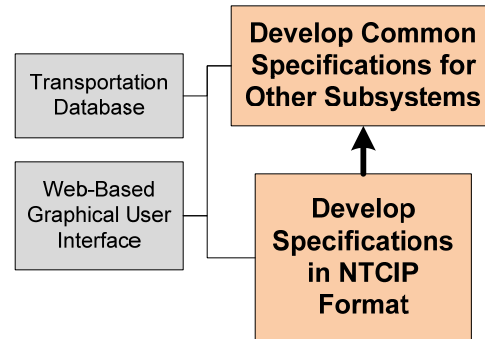 Transportation
Database
Web-Based
Graphical User
Interface
Develop Common
Specifications for
Other Subsystems
Develop
Specifications
in NTCIP
Format